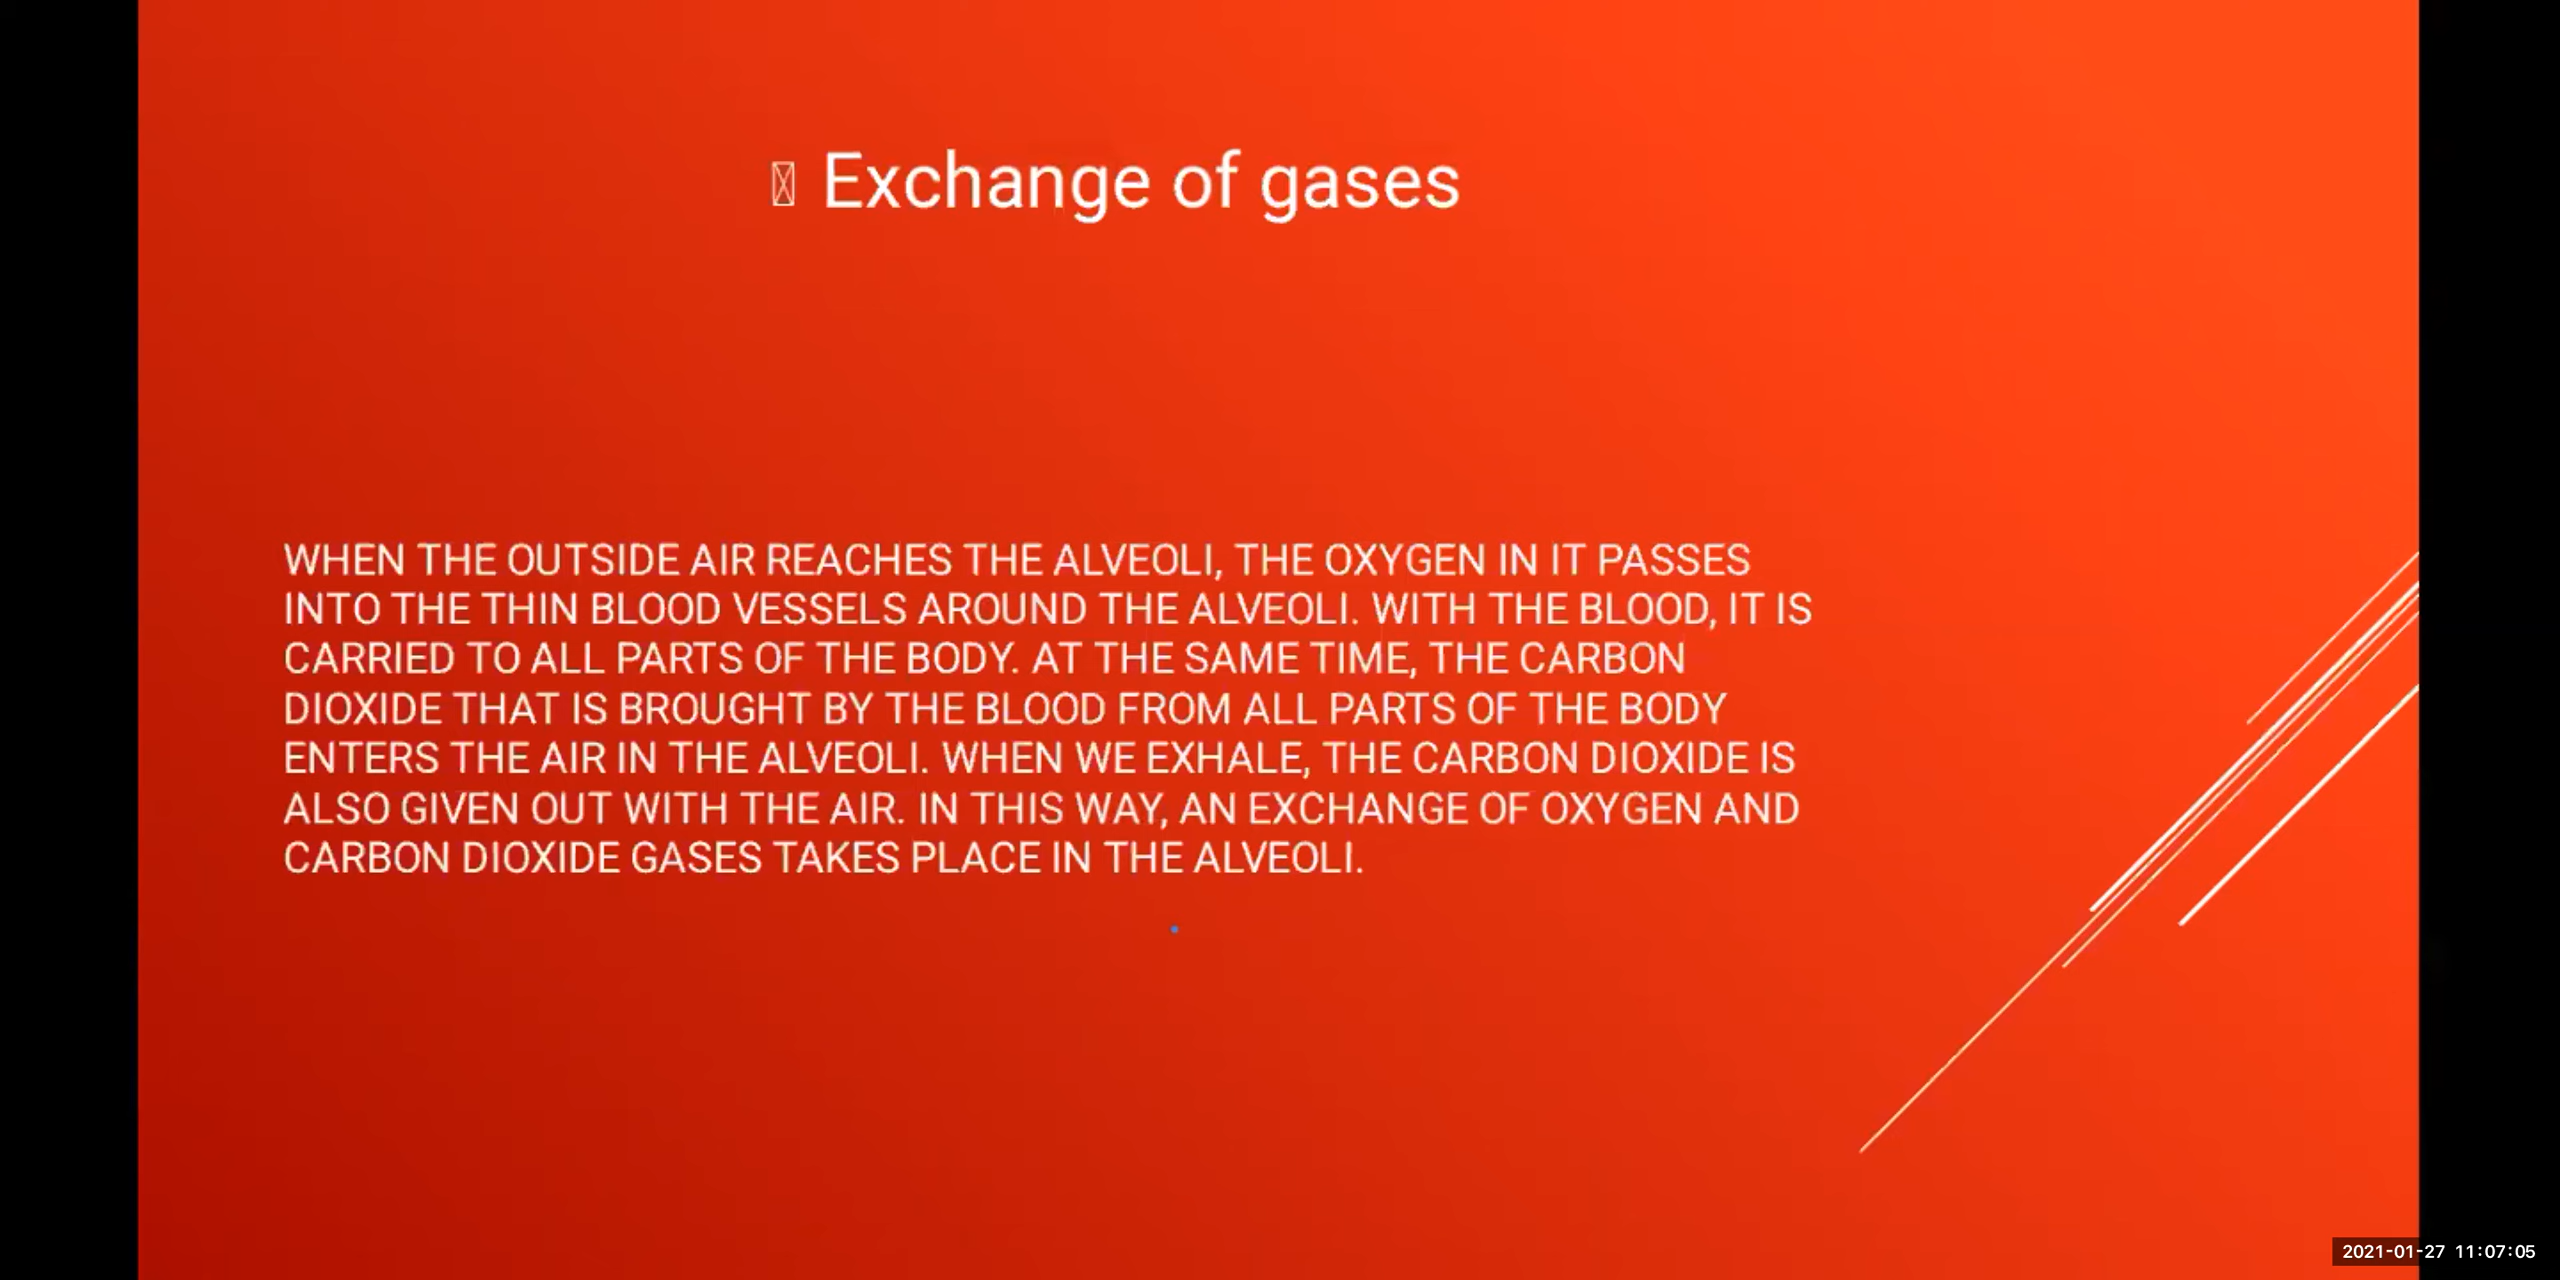 Exchange of gases
WHEN THE OUTSIDE AIR REACHES THE ALVEOLI, THE OXYGEN IN IT PASSES
INTO THE THIN BLOOD VESSELS AROUND THE ALVEOLI. WITH THE BLOOD, IT IS
CARRIED TO ALL PARTS OF THE BODY. AT THE SAME TIME, THE CARBON
DIOXIDE THAT IS BROUGHT BY THE BLOOD FROM ALL PARTS OF THE BODY
ENTERS THE AIR IN THE ALVEOLI. WHEN WE EXHALE, THE CARBON DIOXIDE IS
ALSO GIVEN OUT WITH THE AIR. IN THIS WAY, AN EXCHANGE OF OXYGEN AND
CARBON DIOXIDE GASES TAKES PLACE IN THE ALVEOLI.
2021-01-27 11:07:05